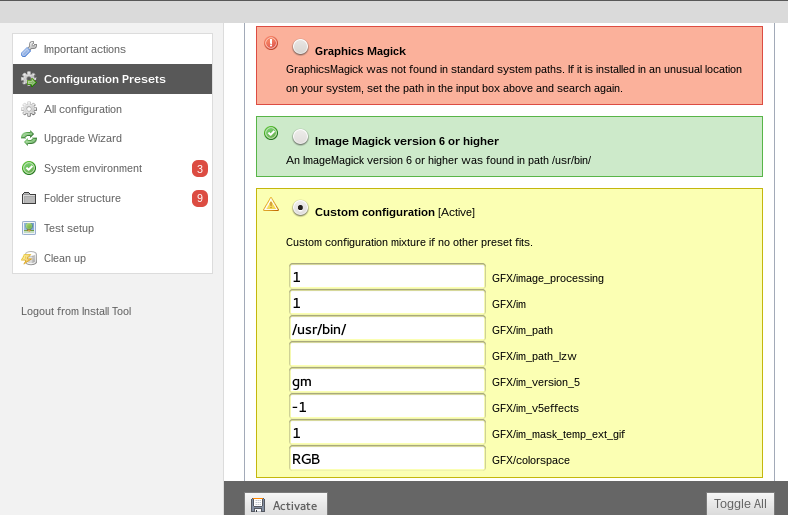 Important actions
Configuration Presets
All configuration
Upgrade Wizard
System environment 3
Folder structure 9
Test setup
Clean up
Logout from Install Tool
Graphics Magick
GraphicsMagick was not found in standard system paths. If it is installed in an unusual location
on your system, set the path in the input box above and search again.
Image Magick version 6 or higher
An ImageMagick version 6 or higher was found in path /usr/bin/
Custom configuration [Active]
Custom configuration mixture if no other preset fits.
1 GFX/image_processing
1 GFX/im
/usr/bin/ GFX/im_path
GFX/im_path_lzw
gm GFX/im_version_5
-1 GFX/im_v5effects
1 GFX/im_mask_temp_ext_gif
RGB GFX/colorspace
Activate
Toggle All